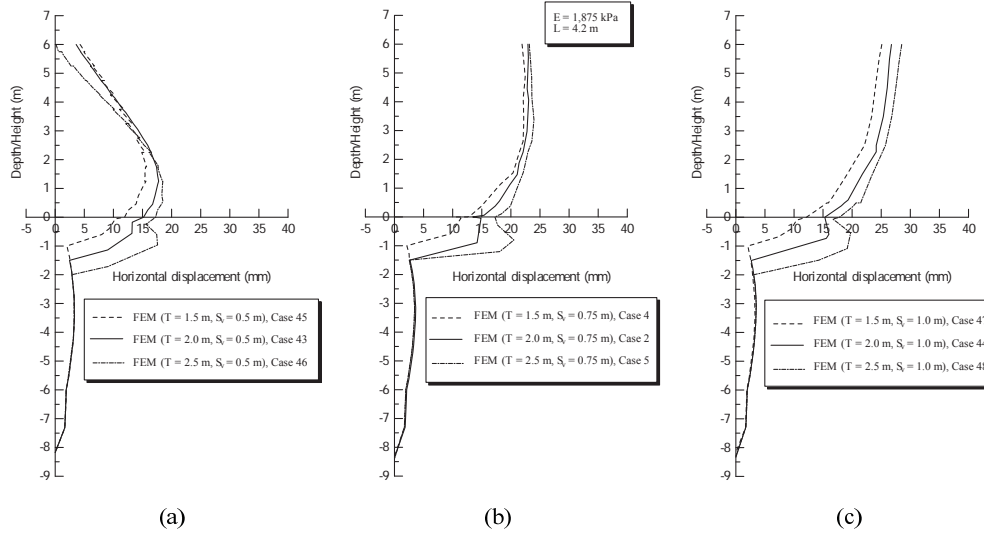 7
6
5
4
3
2
1
0
-1
-2
-3
-4
-5
-6
-7
-8
-9
-5 0 5 10 15 20 25 30 35 40
Depth/Height (m)
Horizontal displacement (mm)
FEM (T = 1.5 m, Sv = 0.5 m), Case 45
FEM (T = 2.0 m, Sv = 0.5 m), Case 43
FEM (T = 2.5 m, Sv = 0.5 m), Case 46
(a)
E = 1,875 kPa
L = 4.2 m
7
6
5
4
3
2
1
0
-1
-2
-3
-4
-5
-6
-7
-8
-9
-5 0 5 10 15 20 25 30 35 40
Depth/Height (m)
Horizontal displacement (mm)
FEM (T = 1.5 m, Sv = 0.75 m), Case 4
FEM (T = 2.0 m, Sv = 0.75 m), Case 2
FEM (T = 2.5 m, Sv = 0.75 m), Case 5
(b)
7
6
5
4
3
2
1
0
-1
-2
-3
-4
-5
-6
-7
-8
-9
-5 0 5 10 15 20 25 30 35 40
Depth/Height (m)
Horizontal displacement (mm)
FEM (T = 1.5 m, Sv = 1.0 m), Case 47
FEM (T = 2.0 m, Sv = 1.0 m), Case 44
FEM (T = 2.5 m, Sv = 1.0 m), Case 48
(c)